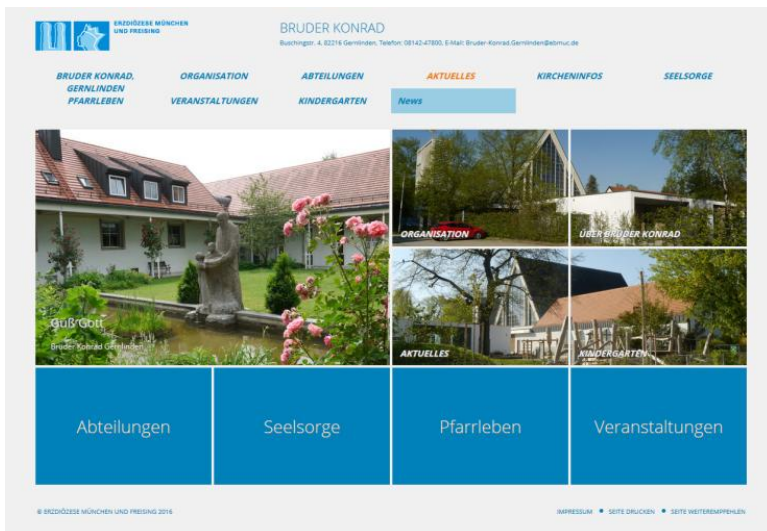 ERZDIÖZESE MÜNCHEN
UND FREISING
BRUDER KONRAD
Buschingstr. 4, 82216 Gernlinden, Telefon: 08142-47800, E-Mail: Bruder-Konrad.Gernlinden@ebmuc.de
BRUDER KONRAD, GERNLINDEN
ORGANISATION
ABTEILUNGEN
AKTUELLES
KIRCHENINFOS
SEELSORGE
PFARRLEBEN
VERANSTALTUNGEN
KINDERGARTEN
News
ORGANISATION
ÜBER BRUDER KONRAD
Güß Gott
Bruder Konrad Gernlinden
AKTUELLES
KINDERGARTEN
Abteilungen
Seelsorge
Pfarrleben
Veranstaltungen
© ERZDIÖZESE MÜNCHEN UND FREISING 2016
IMPRESSUM • SEITE DRUCKEN • SEITE WEITEREMPFEHLEN